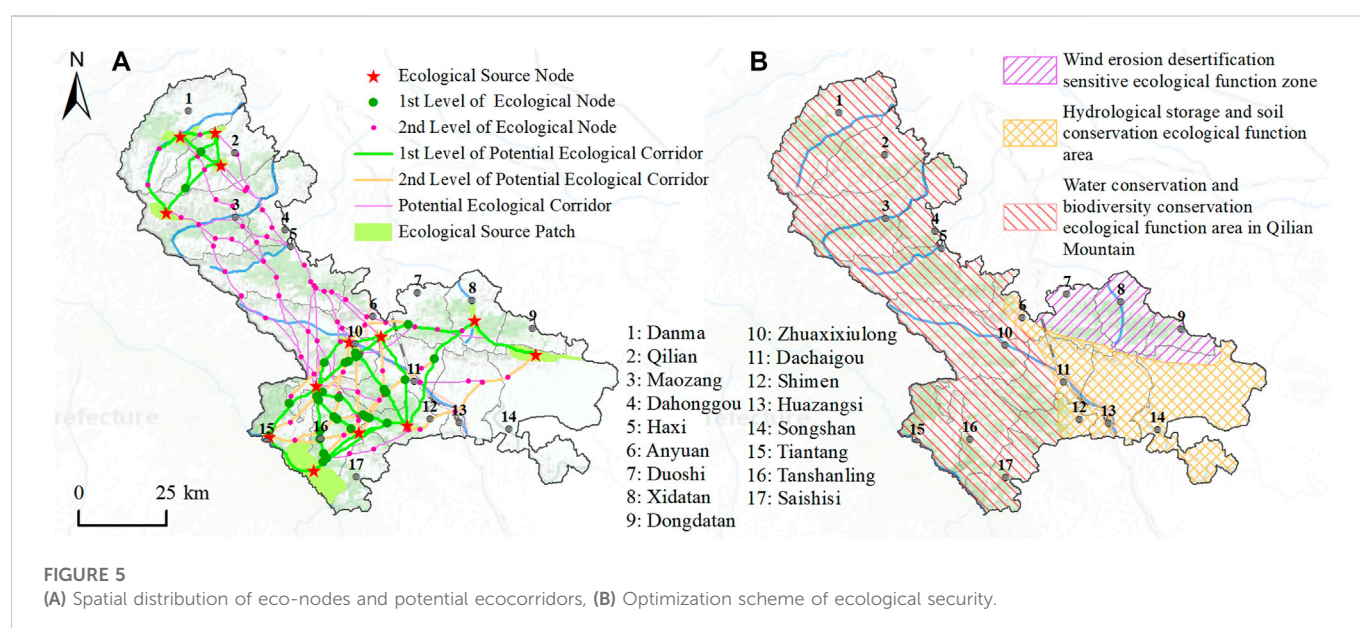 N
A
Ecological Source Node
1st Level of Ecological Node
2nd Level of Ecological Node
1st Level of Potential Ecological Corridor
2nd Level of Potential Ecological Corridor
Potential Ecological Corridor
Ecological Source Patch
1
2
3
4
5
6
7
8
9
10
11
12
13
14
15
16
17
refecture
0 25 km
1: Danma
2: Qilian
3: Maozang
4: Dahonggou
5: Haxi
6: Anyuan
7: Duoshi
8: Xidatan
9: Dongdatan
10: Zhuaxixiulong
11: Dachaigou
12: Shimen
13: Huazangsi
14: Songshan
15: Tiantang
16: Tanshanling
17: Saishisi
B
Wind erosion desertification
sensitive ecological function zone
Hydrological storage and soil
conservation ecological function
area
Water conservation and
biodiversity conservation
ecological function area in Qilian
Mountain
1
2
3
4
5
6
7
8
9
10
11
12
13
14
15
16
17
FIGURE 5
(A) Spatial distribution of eco-nodes and potential ecocorridors, (B) Optimization scheme of ecological security.